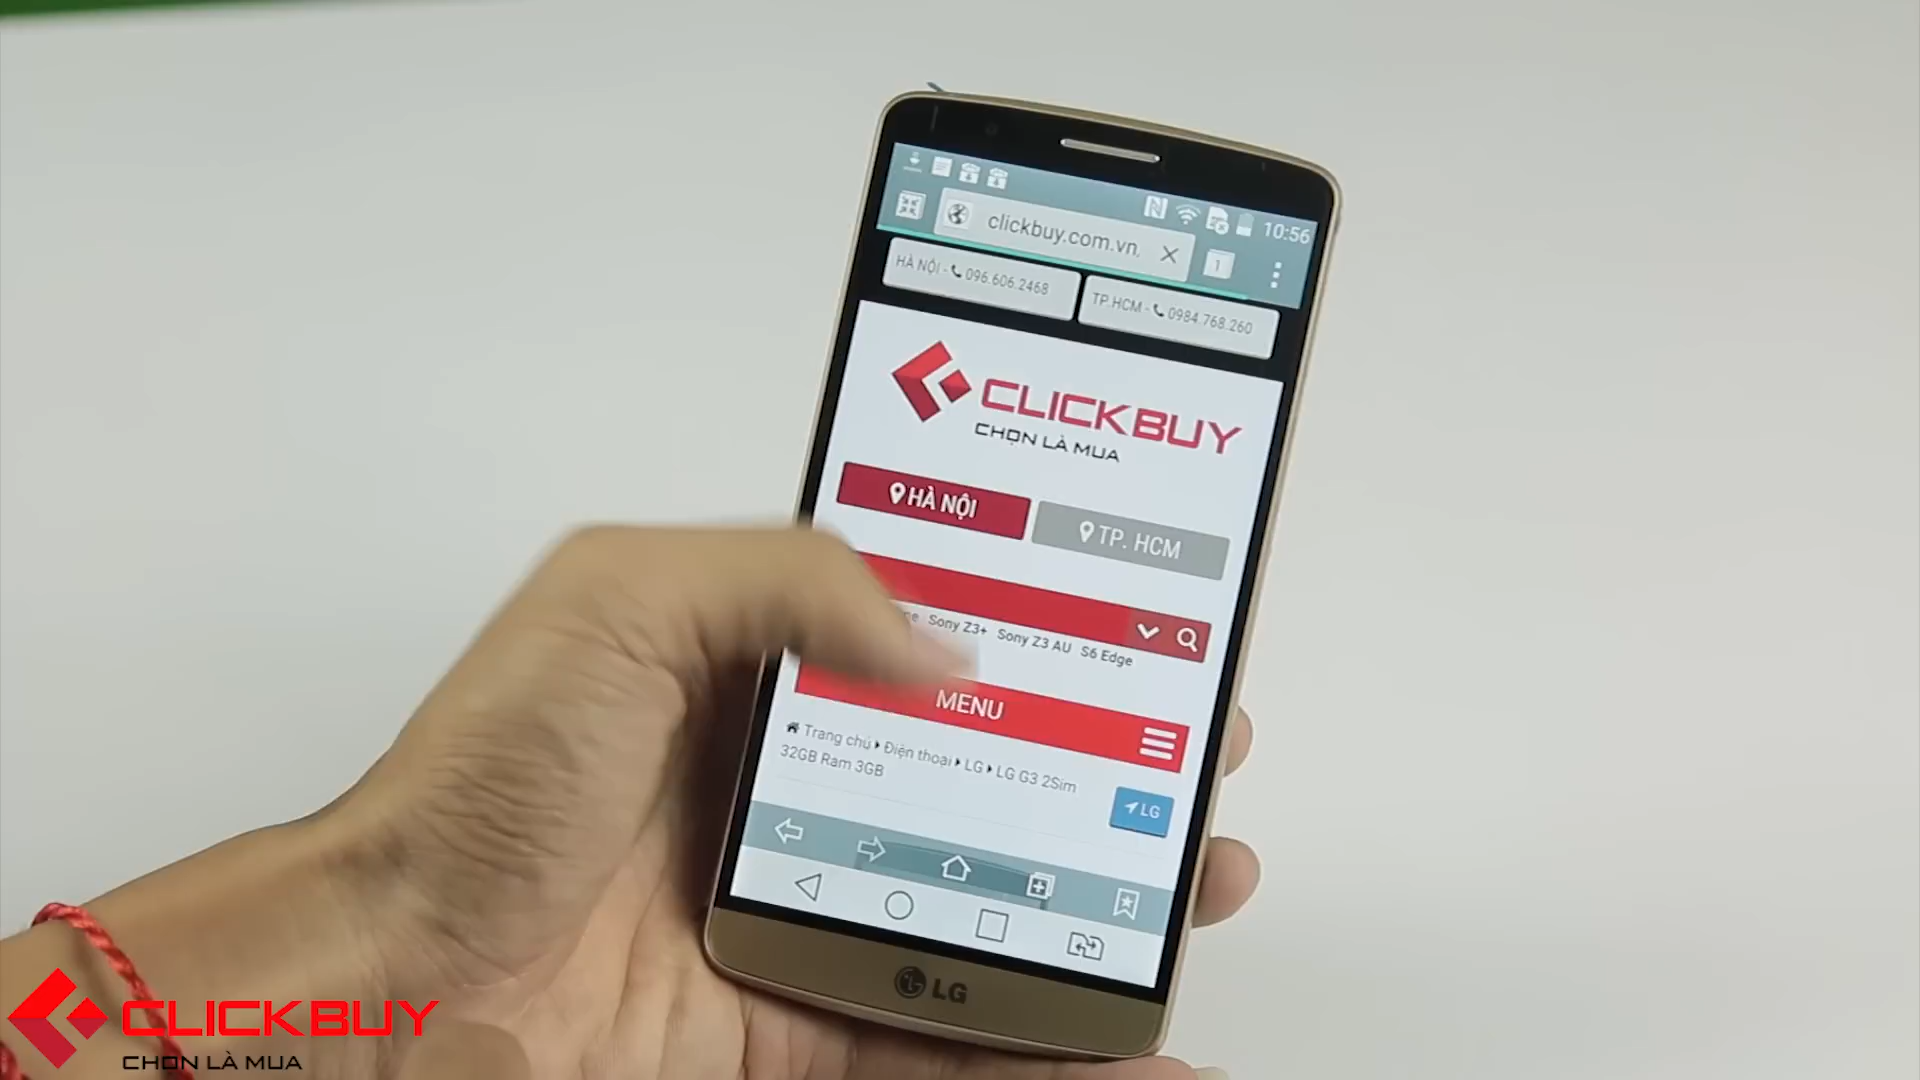 10:56
clickbuy.com.vn,
1
HÀ NỘI - 096.606.2468
TP.HCM - 0984.768.260
CLICKBUY
CHỌN LÀ MUA
HÀ NỘI
TP. HCM
Sony Z3+ Sony Z3 AU S6 Edge
MENU
Trang chủ Điện thoại LG LG G3 2Sim
32GB Ram 3GB
LG
LG
CLICKBUY
CHỌN LÀ MUA